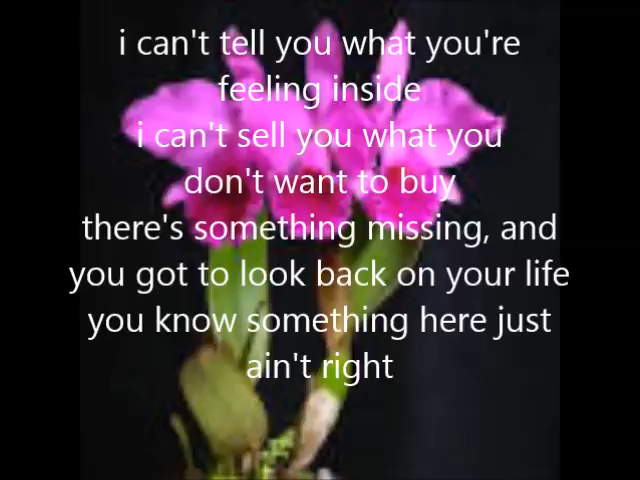 i can't tell you what you're
feeling inside
i can't sell you what you
don't want to buy
there's something missing, and
you got to look back on your life
you know something here just
ain't right